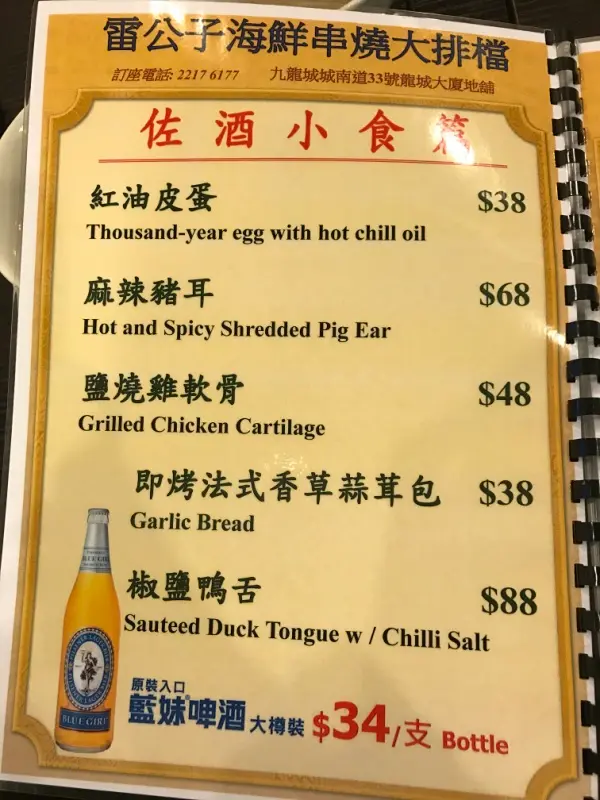 雷公子海鮮串燒大排檔
訂座電話: 2217 6177 九龍城城南道33號龍城大廈地舖
佐酒小食篇
紅油皮蛋 $38
Thousand-year egg with hot chill oil
麻辣豬耳 $68
Hot and Spicy Shredded Pig Ear
鹽燒雞軟骨 $48
Grilled Chicken Cartilage
即烤法式香草蒜茸包 $38
Garlic Bread
椒鹽鴨舌 $88
Sauteed Duck Tongue w / Chilli Salt
BLUE GIRL
原裝入口
藍妹®啤酒 大樽裝 $34/支 Bottle